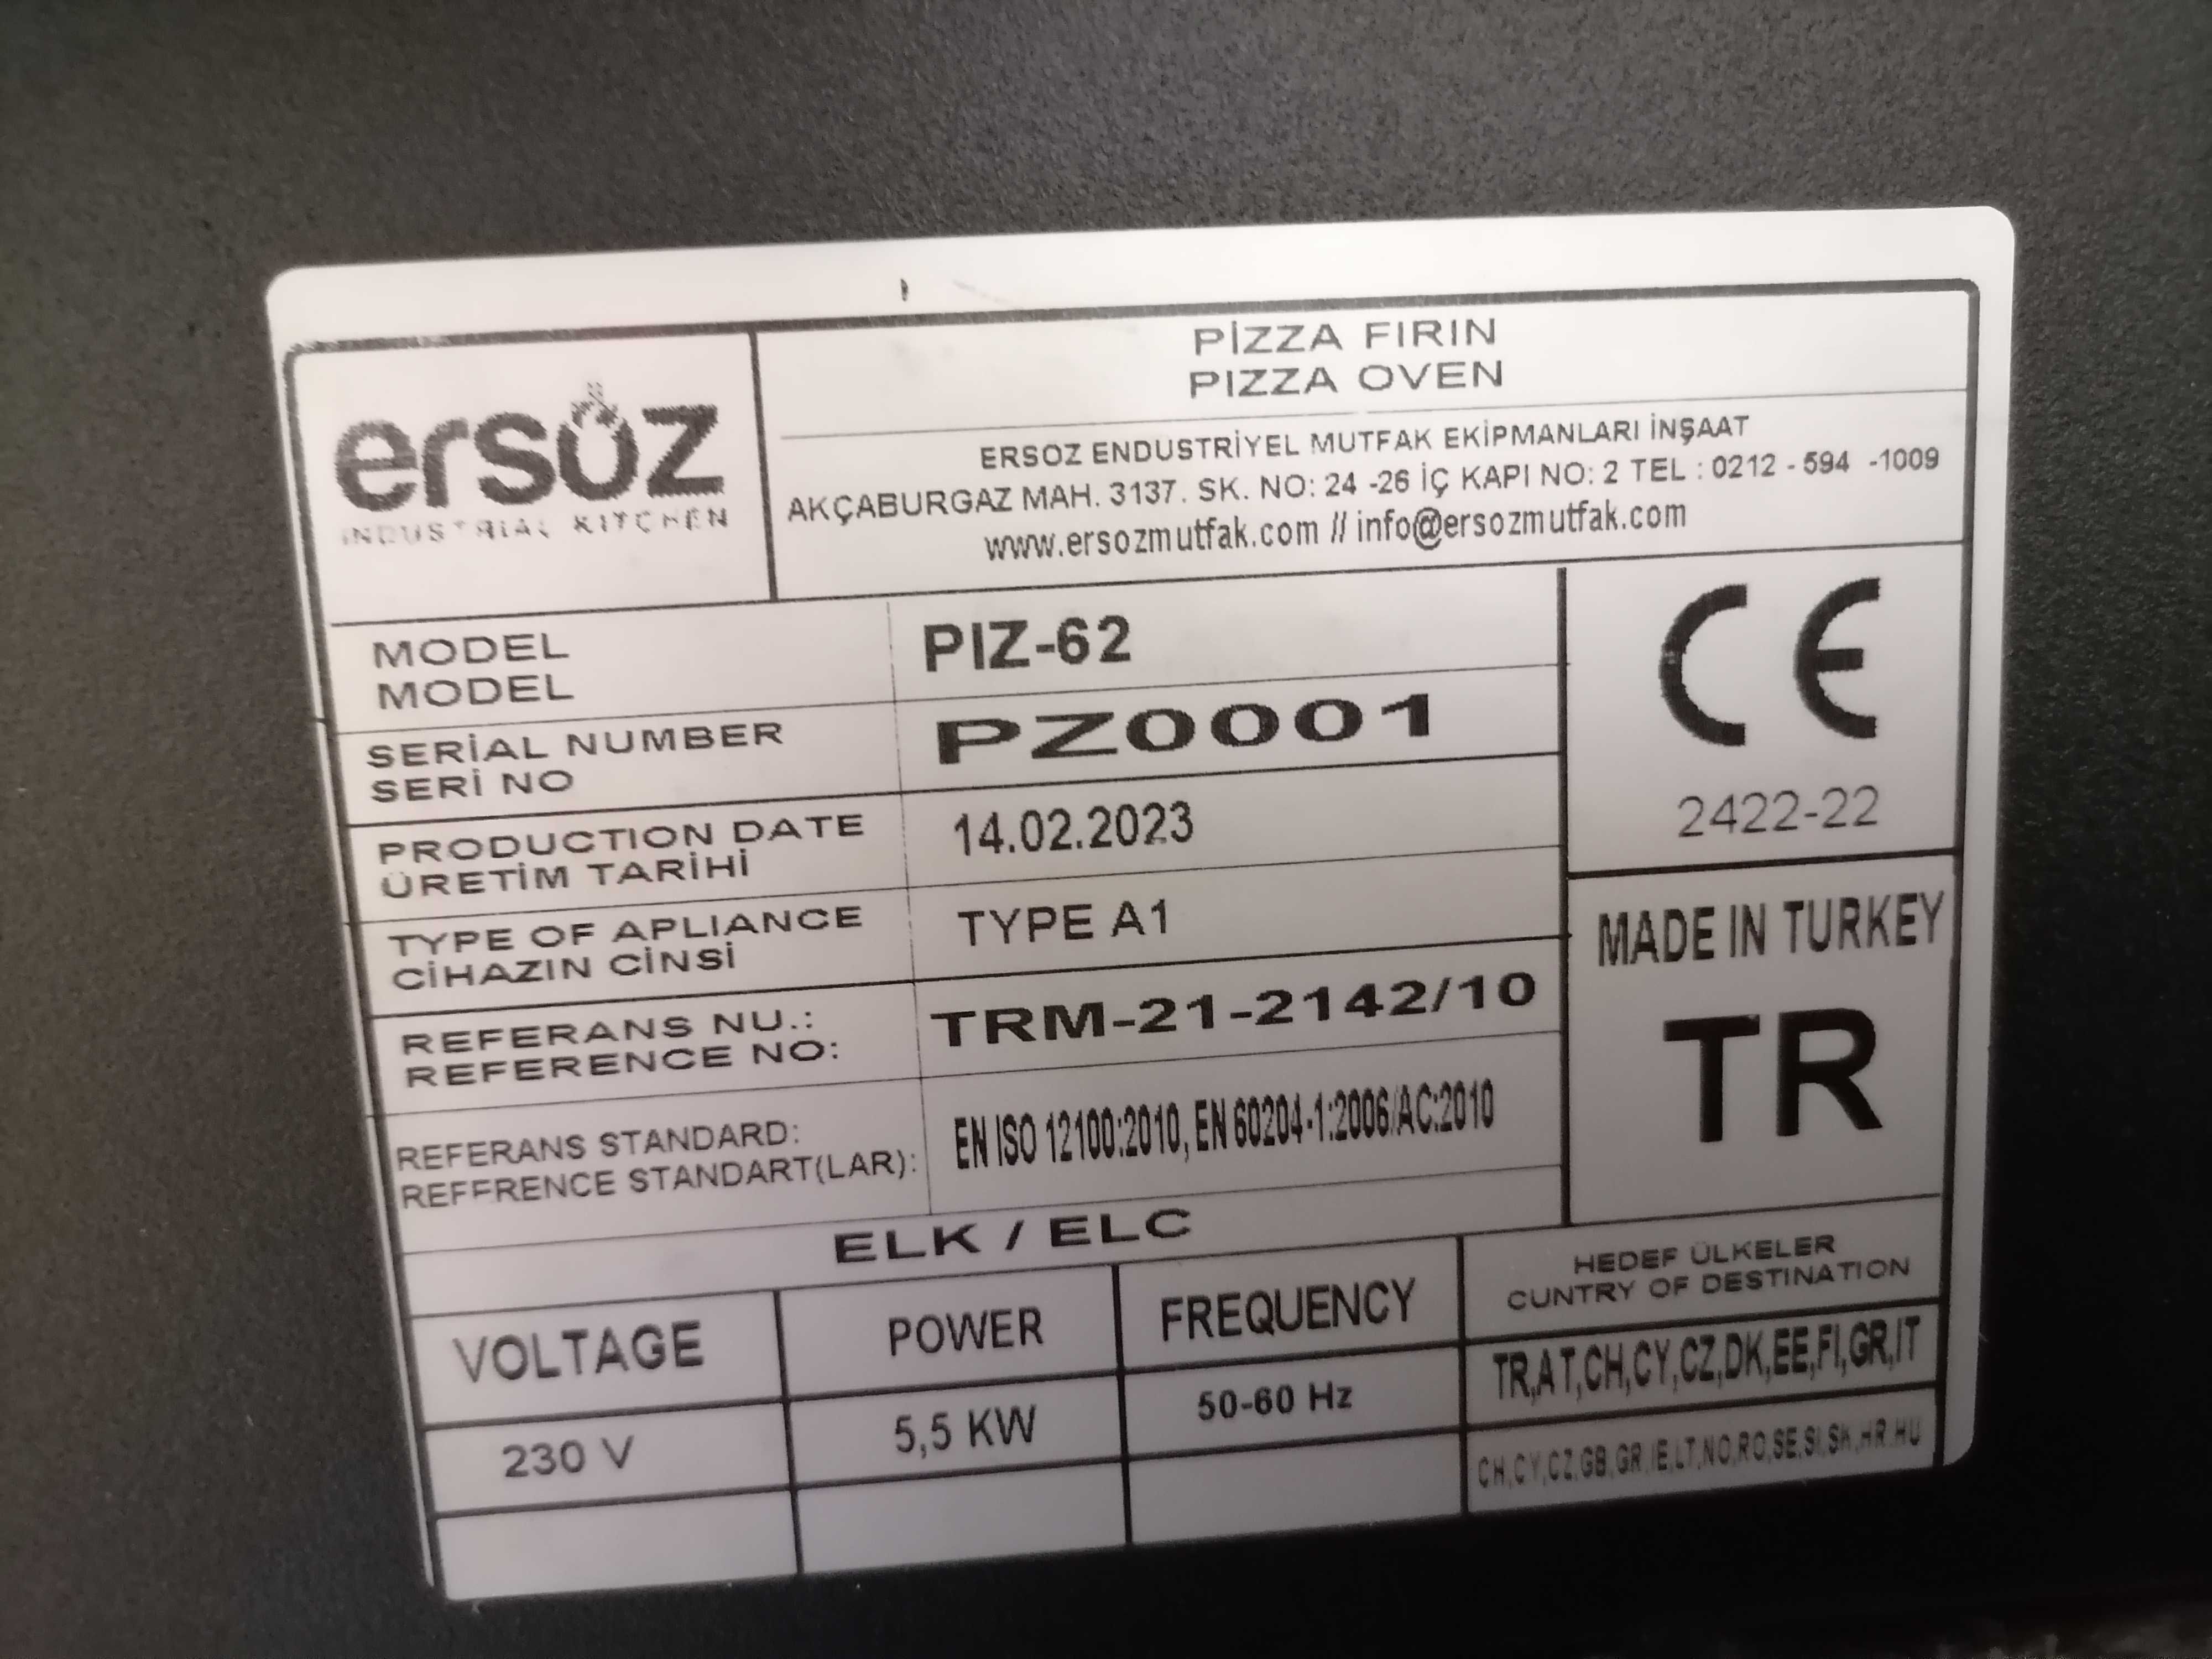 PİZZA FIRIN
PIZZA OVEN
ersöz
INDUSTRIAL KITCHEN
ERSOZ ENDUSTRİYEL MUTFAK EKİPMANLARI İNŞAAT
AKÇABURGAZ MAH. 3137. SK. NO: 24 -26 İÇ KAPI NO: 2 TEL : 0212 - 594 -1009
www.ersozmutfak.com // info@ersozmutfak.com
MODEL
MODEL
PIZ-62
SERİAL NUMBER
SERİ NO
PZ0001
CE
2422-22
PRODUCTION DATE
ÜRETİM TARİHİ
14.02.2023
TYPE OF APLIANCE
CİHAZIN CİNSİ
TYPE A1
MADE IN TURKEY
TR
REFERANS NU.:
REFERENCE NO:
TRM-21-2142/10
REFERANS STANDARD:
REFFRENCE STANDART(LAR):
EN ISO 12100:2010, EN 60204-1:2006/AC:2010
ELK / ELC
HEDEF ÜLKELER
CUNTRY OF DESTINATION
VOLTAGE
POWER
FREQUENCY
TR,AT,CH,CY,CZ,DK,EE,FI,GR,IT
230 V
5,5 KW
50-60 Hz
CH,CY,CZ,GB,GR,IE,LT,NO,RO,SE,SI,SK,HR,HU